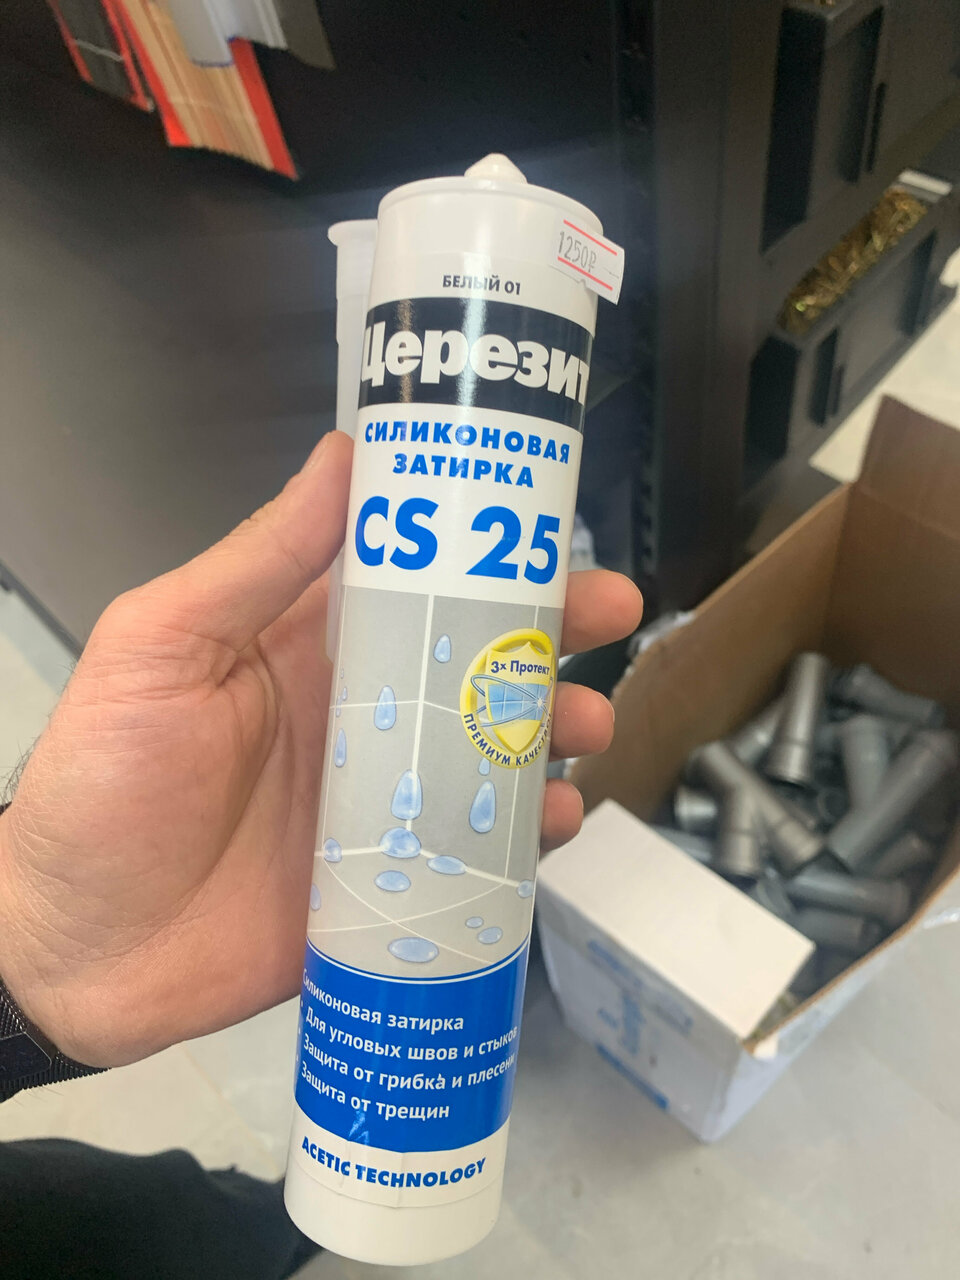 1250₽
БЕЛЫЙ 01
Церезит
СИЛИКОНОВАЯ
ЗАТИРКА
CS 25
3х Протект
ПРЕМИУМ КАЧЕСТВО
Силиконовая затирка
Для угловых швов и стыков
Защита от грибка и плесени
Защита от трещин
ACETIC TECHNOLOGY